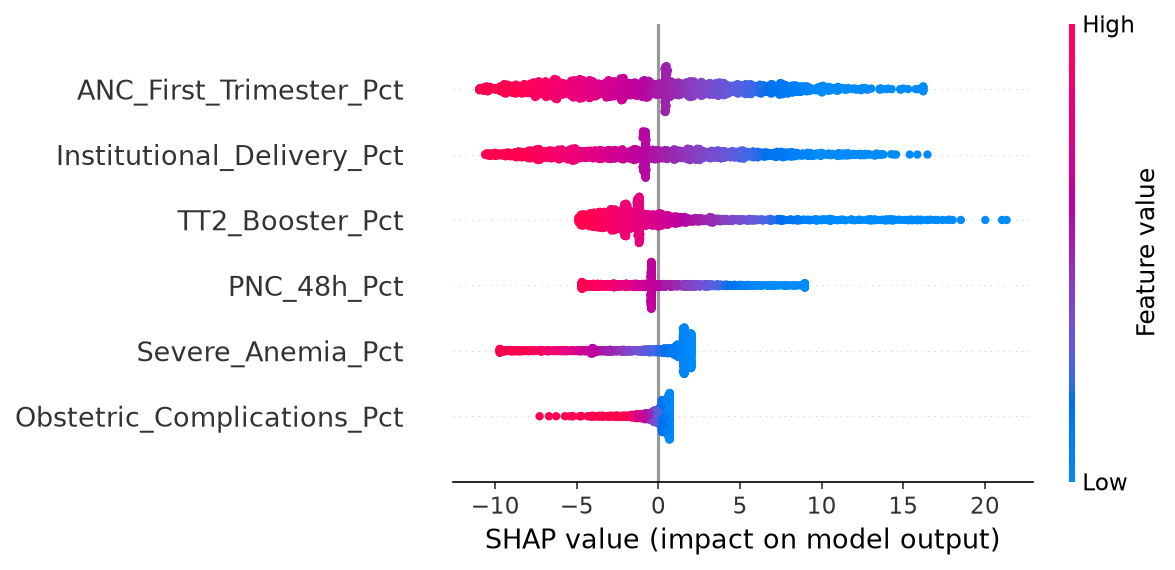 High
ANC_First_Trimester_Pct
Institutional_Delivery_Pct
TT2_Booster_Pct
PNC_48h_Pct
Severe_Anemia_Pct
Obstetric_Complications_Pct
Feature value
Low
−10 −5 0 5 10 15 20
SHAP value (impact on model output)